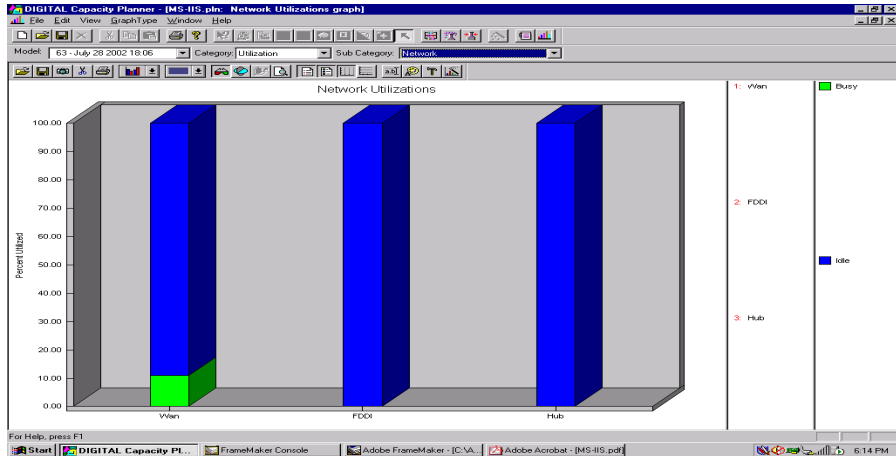 DIGITAL Capacity Planner - [MS-IIS.pln: Network Utilizations graph]
File Edit View GraphType Window Help
Model: 63 - July 28 2002 18:06 Category: Utilization Sub Category: Network
Network Utilizations
1: Wan
Busy
100.00
90.00
80.00
70.00
2: FDDI
60.00
Percent Utilized
50.00
Idle
40.00
30.00
3: Hub
20.00
10.00
0.00
Wan FDDI Hub
For Help, press F1
Start DIGITAL Capacity Pl... FrameMaker Console Adobe FrameMaker - [C:\A... Adobe Acrobat - [MS-IIS.pdf] 6:14 PM